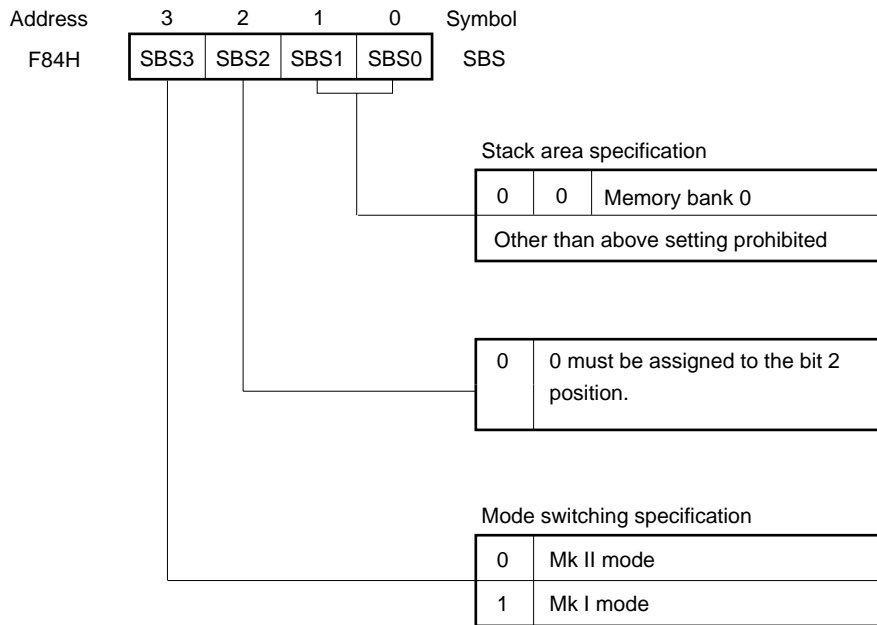 Address 3 2 1 0 Symbol
F84H SBS3 SBS2 SBS1 SBS0 SBS
Stack area specification
0 0 Memory bank 0
Other than above setting prohibited
0 0 must be assigned to the bit 2
position.
Mode switching specification
0 Mk II mode
1 Mk I mode